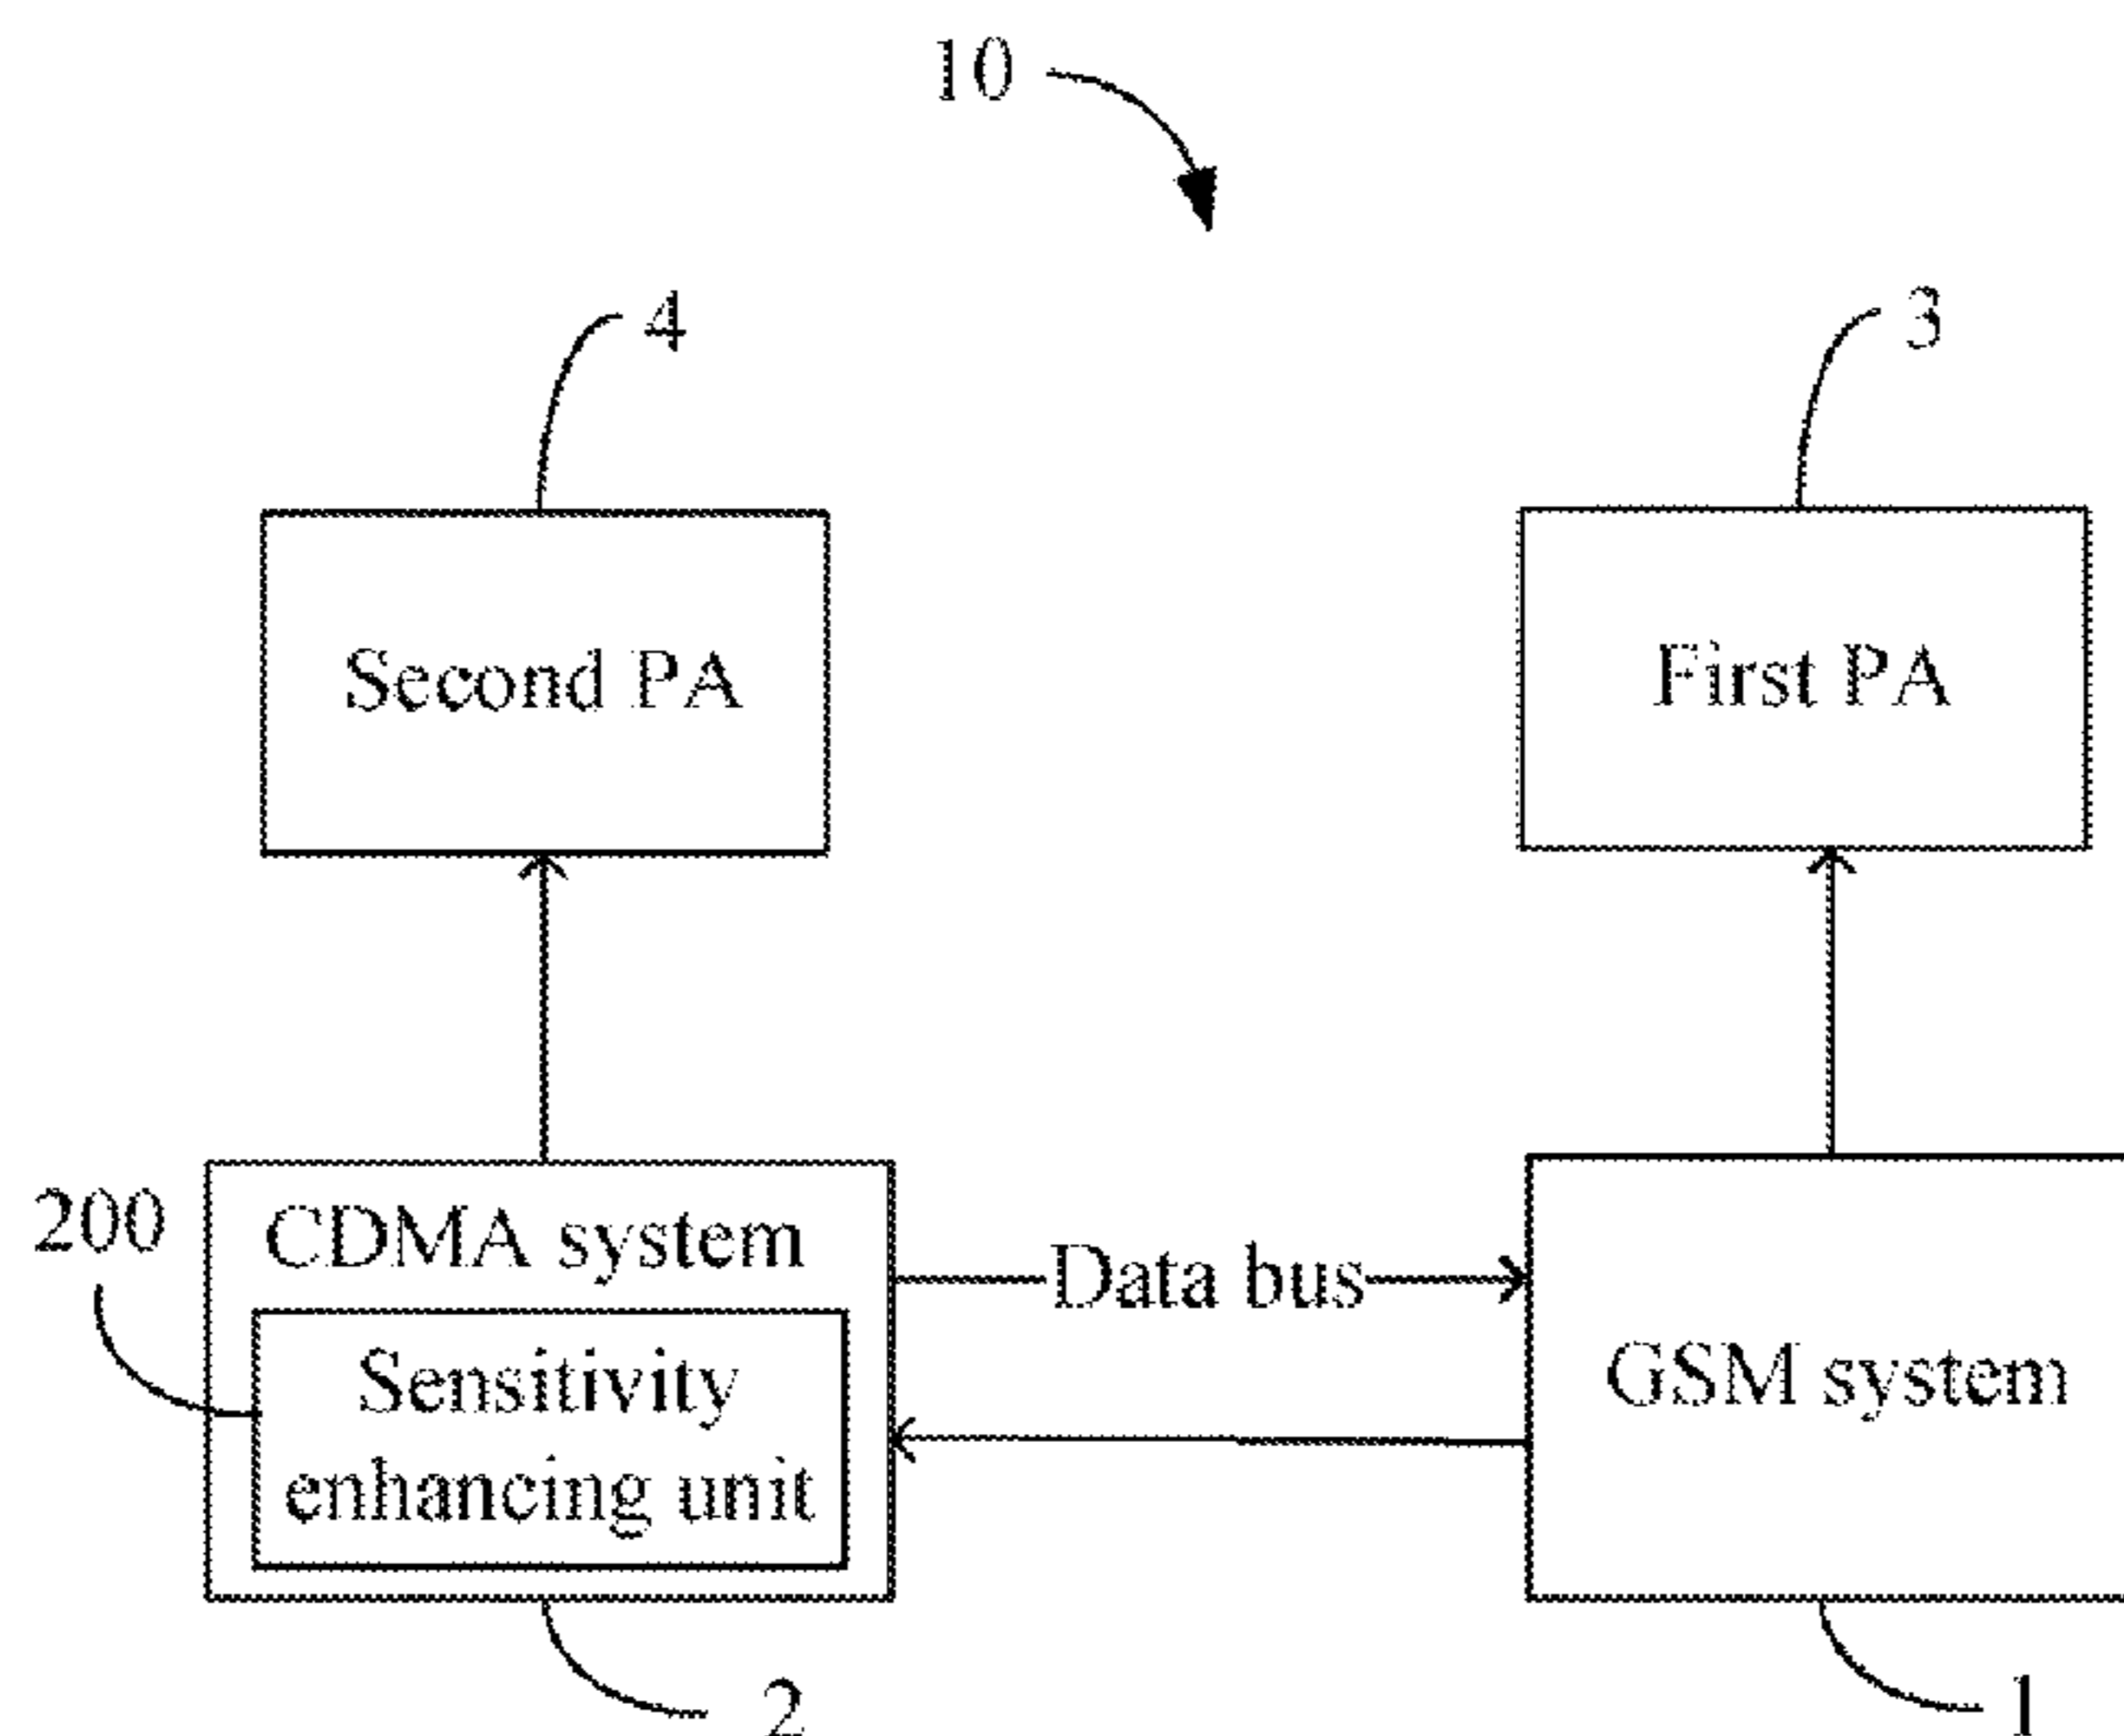 10
4
3
Second PA
First PA
200
CDMA system
Data bus
Sensitivity
enhancing unit
GSM system
2
1